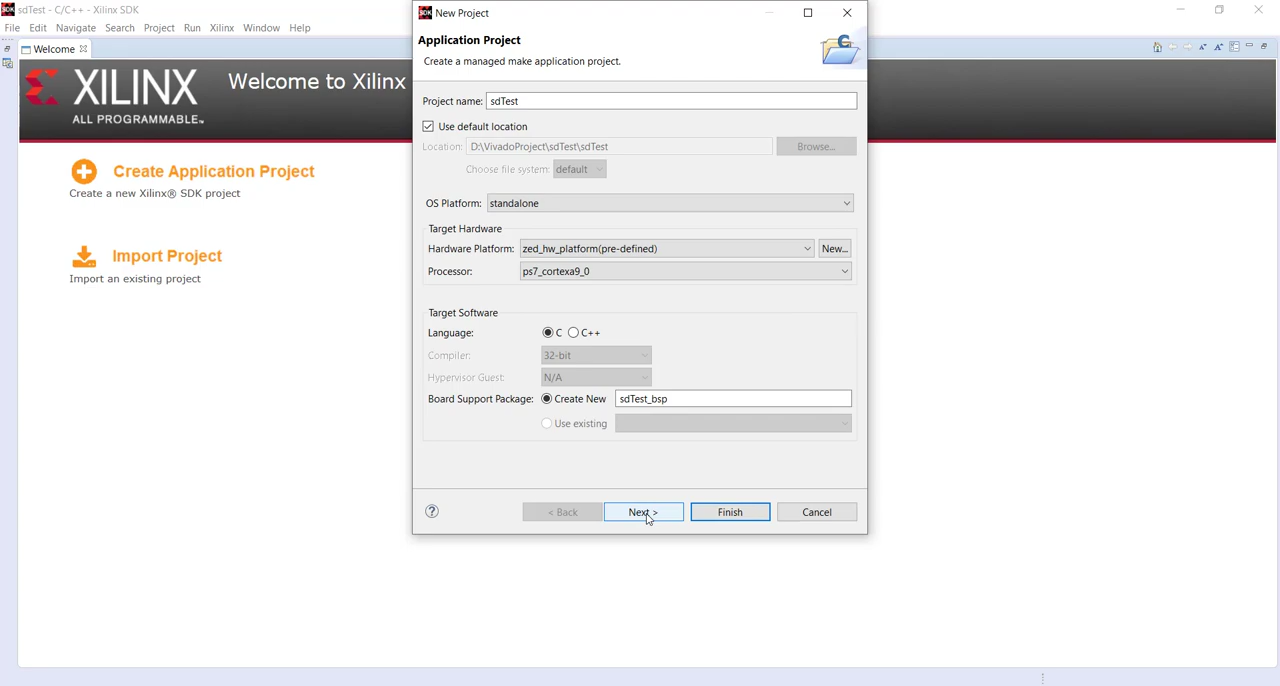 SDK sdTest - C/C++ - Xilinx SDK
File Edit Navigate Search Project Run Xilinx Window Help
Welcome
XILINX
ALL PROGRAMMABLE™
Welcome to Xilinx
Create Application Project
Create a new Xilinx® SDK project
Import Project
Import an existing project
SDK New Project
Application Project
Create a managed make application project.
C
Project name: sdTest
Use default location
Location: D:\VivadoProject\sdTest\sdTest Browse...
Choose file system: default
OS Platform: standalone
Target Hardware
Hardware Platform: zed_hw_platform(pre-defined) New...
Processor: ps7_cortexa9_0
Target Software
Language: C C++
Compiler: 32-bit
Hypervisor Guest: N/A
Board Support Package: Create New sdTest_bsp
Use existing
? < Back Next > Finish Cancel